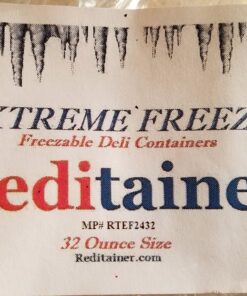 XTREME FREEZ
Freezable Deli Containers
editaine
MP# RTEF2432
32 Ounce Size
Reditainer.com